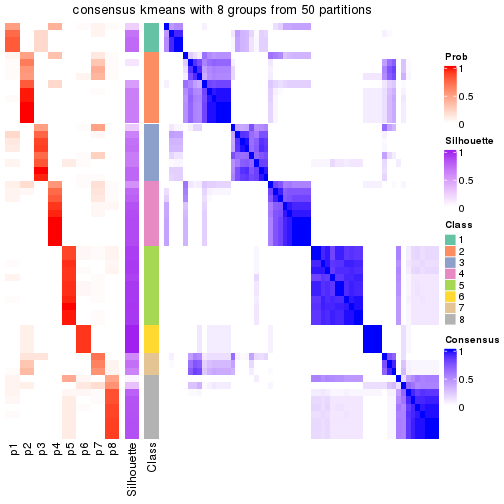 consensus kmeans with 8 groups from 50 partitions
Prob
1
0.5
0
Silhouette
1
0.5
0
Class
1
2
3
4
5
6
7
8
Consensus
1
0.5
0
p1
p2
p3
p4
p5
p6
p7
p8
Silhouette
Class